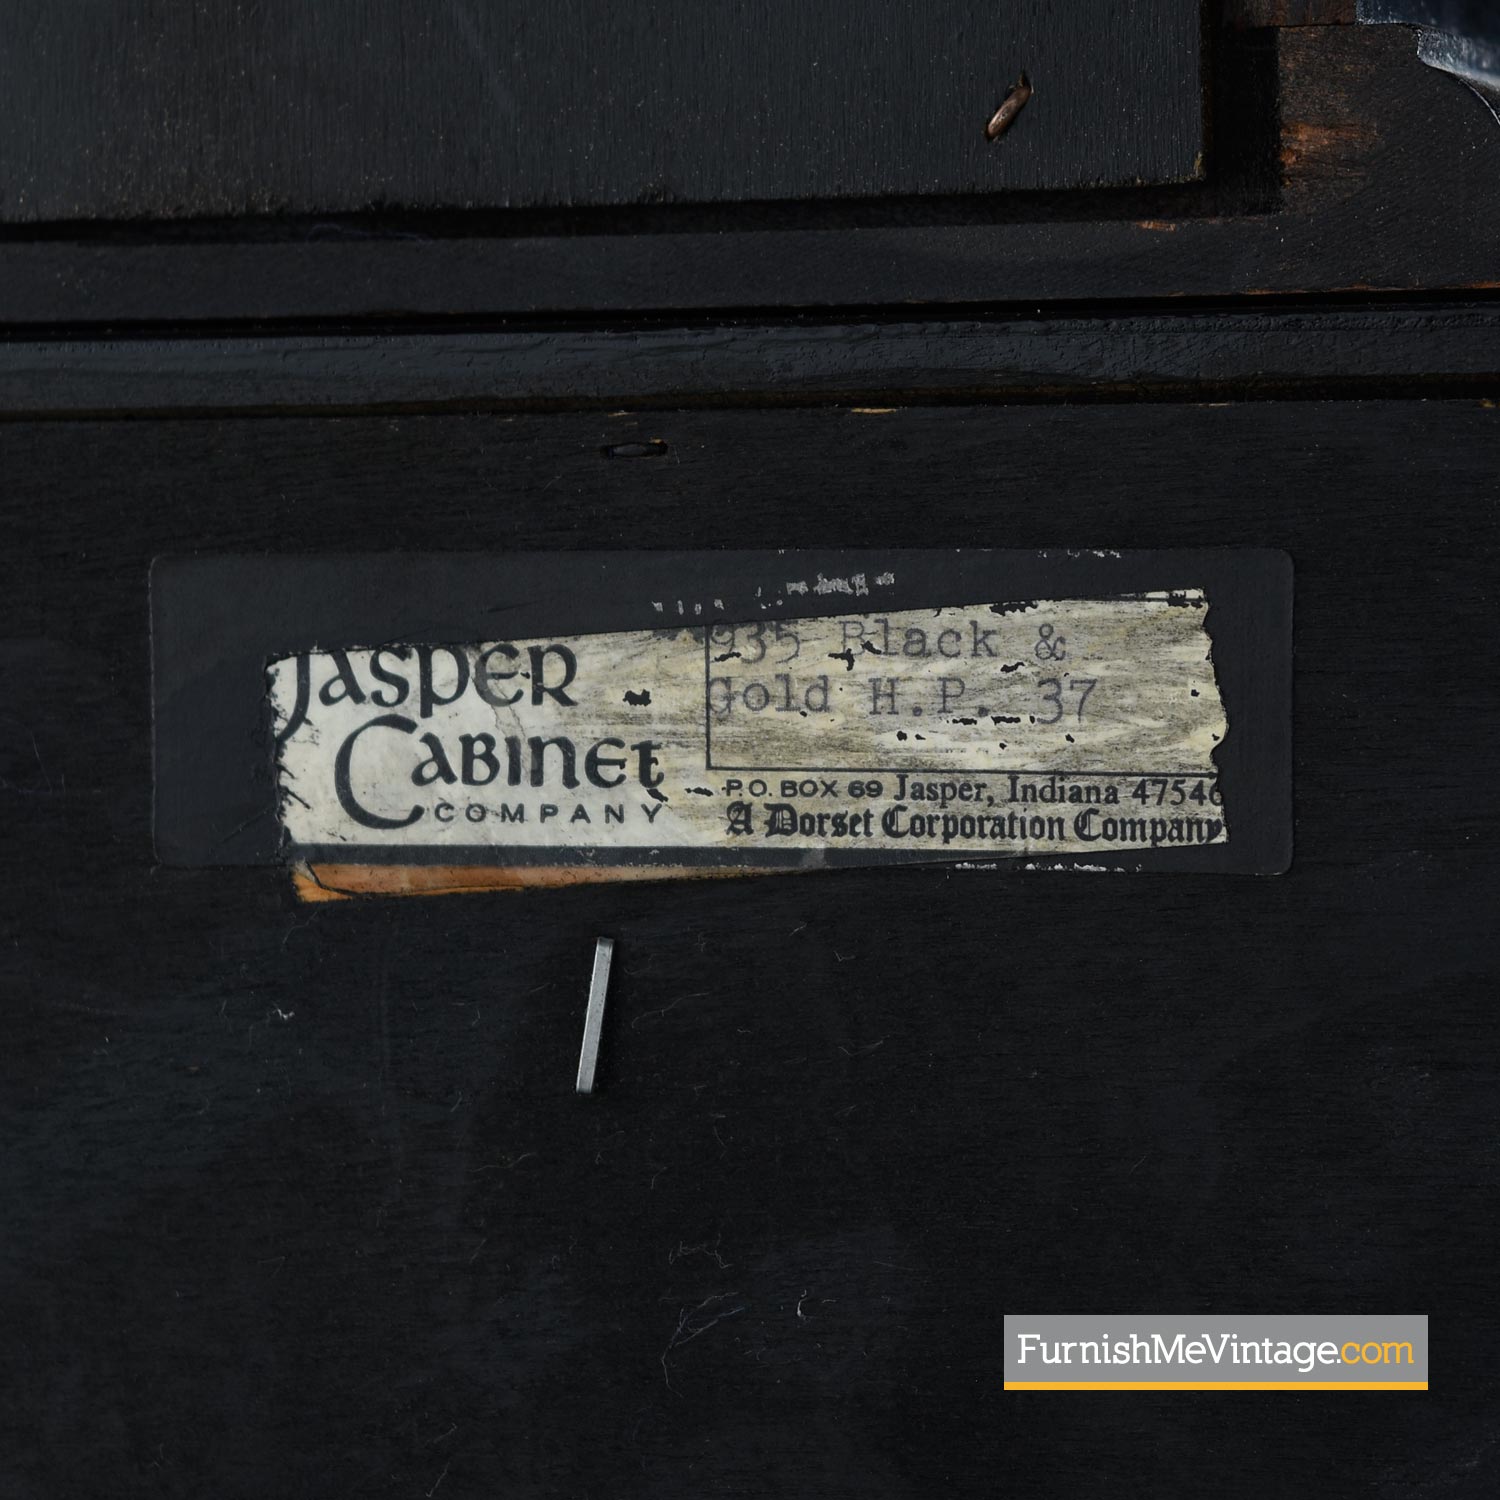 JASPER
CABINET
COMPANY
935 Black &
Gold H.P. 37
P.O. BOX 69 Jasper, Indiana 47546
A Dorset Corporation Company
FurnishMeVintage.com